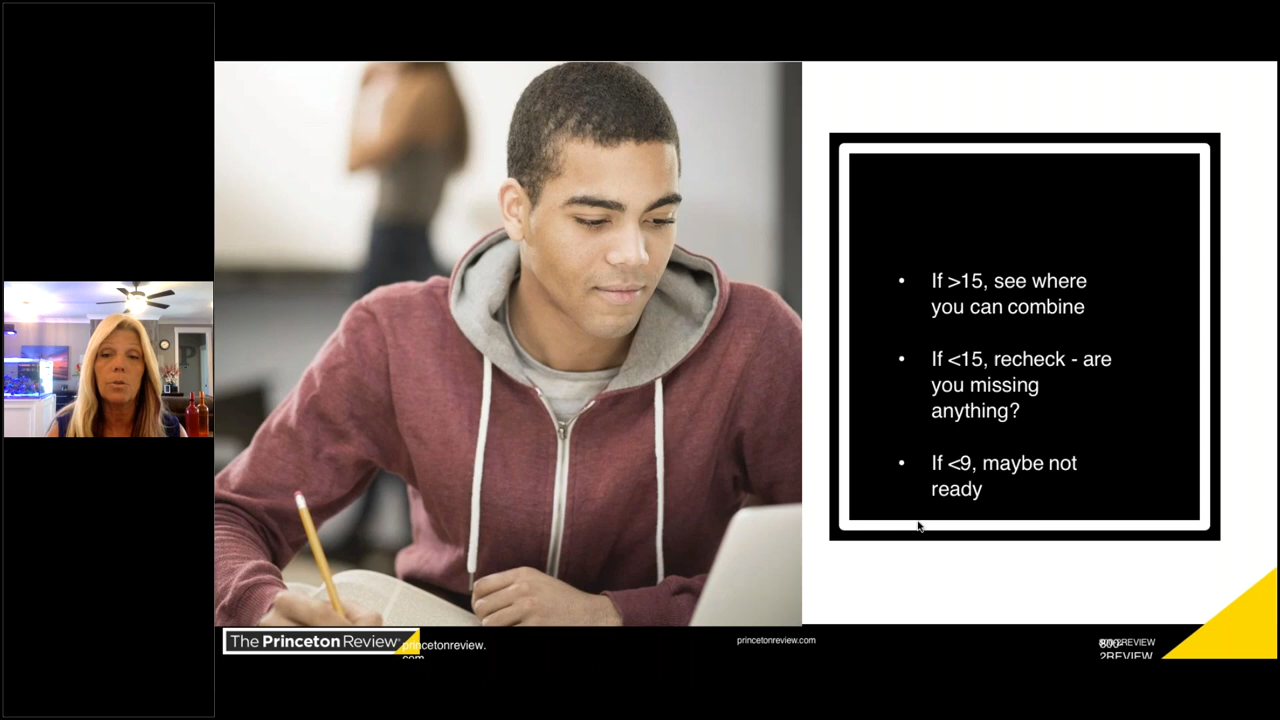 • If >15, see where
you can combine
• If <15, recheck - are
you missing
anything?
• If <9, maybe not
ready
The Princeton Review
princetonreview.
com
princetonreview.com
2REVIEW